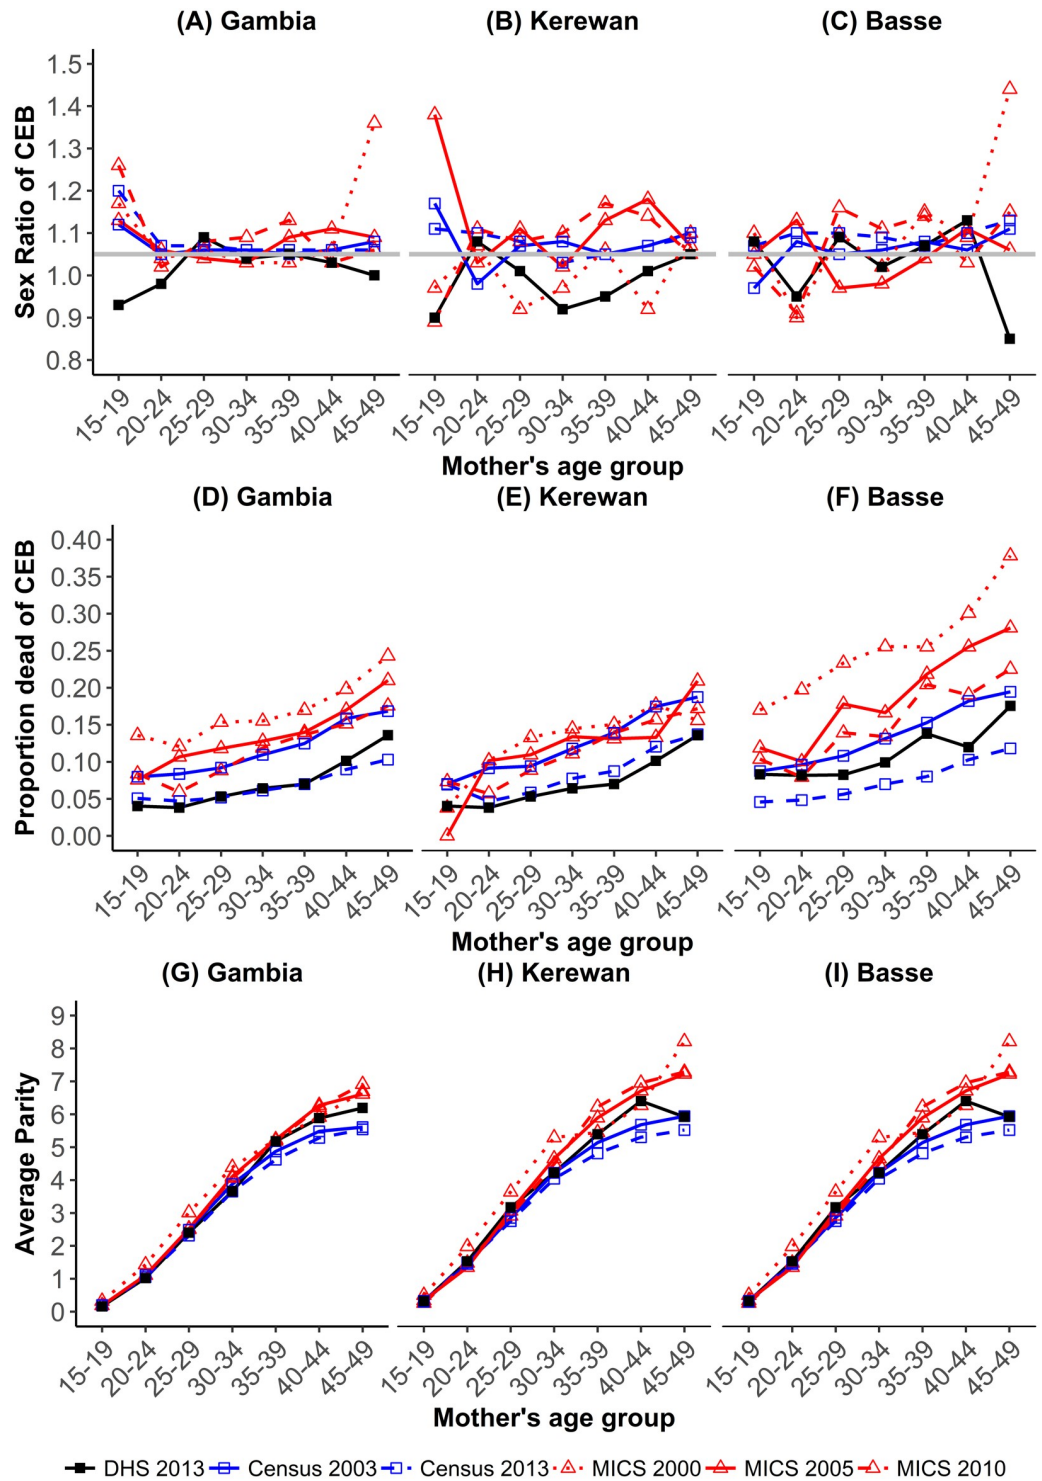 (A) Gambia (B) Kerewan (C) Basse
Sex Ratio of CEB
1.5
1.4
1.3
1.2
1.1
1.0
0.9
0.8
15-19 20-24 25-29 30-34 35-39 40-44 45-49 15-19 20-24 25-29 30-34 35-39 40-44 45-49 15-19 20-24 25-29 30-34 35-39 40-44 45-49
Mother's age group
(D) Gambia (E) Kerewan (F) Basse
Proportion dead of CEB
0.40
0.35
0.30
0.25
0.20
0.15
0.10
0.05
0.00
15-19 20-24 25-29 30-34 35-39 40-44 45-49 15-19 20-24 25-29 30-34 35-39 40-44 45-49 15-19 20-24 25-29 30-34 35-39 40-44 45-49
Mother's age group
(G) Gambia (H) Kerewan (I) Basse
Average Parity
9
8
7
6
5
4
3
2
1
0
15-19 20-24 25-29 30-34 35-39 40-44 45-49 15-19 20-24 25-29 30-34 35-39 40-44 45-49 15-19 20-24 25-29 30-34 35-39 40-44 45-49
Mother's age group
DHS 2013 Census 2003 Census 2013 MICS 2000 MICS 2005 MICS 2010